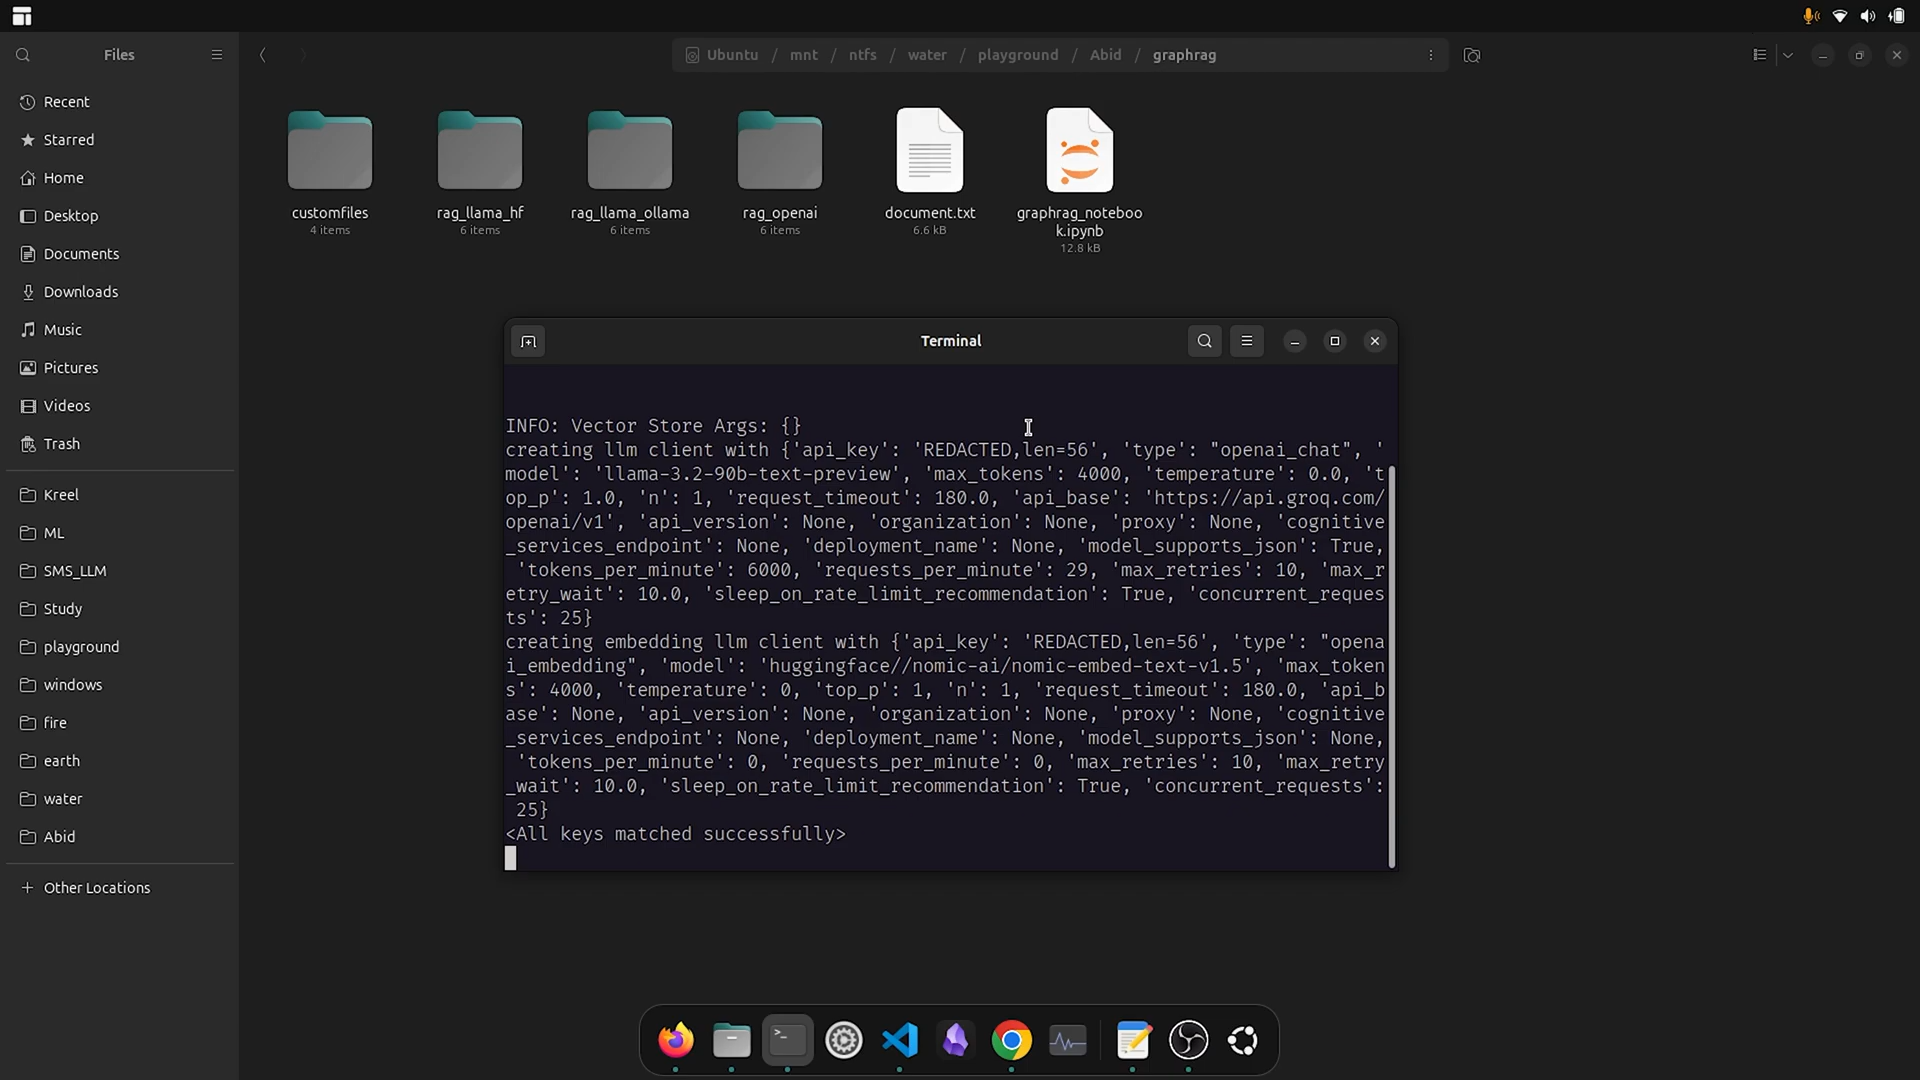 Files
Ubuntu / mnt / ntfs / water / playground / Abid / graphrag
Recent
Starred
Home
Desktop
Documents
Downloads
Music
Pictures
Videos
Trash
Kreel
ML
SMS_LLM
Study
playground
windows
fire
earth
water
Abid
Other Locations
customfiles
4 items
rag_llama_hf
6 items
rag_llama_ollama
6 items
rag_openai
6 items
document.txt
6.6 kB
graphrag_noteboo
k.ipynb
12.8 kB
Terminal
INFO: Vector Store Args: {}
creating llm client with {'api_key': 'REDACTED,len=56', 'type': "openai_chat", '
model': 'llama-3.2-90b-text-preview', 'max_tokens': 4000, 'temperature': 0.0, 't
op_p': 1.0, 'n': 1, 'request_timeout': 180.0, 'api_base': 'https://api.groq.com/
openai/v1', 'api_version': None, 'organization': None, 'proxy': None, 'cognitive
_services_endpoint': None, 'deployment_name': None, 'model_supports_json': True,
'tokens_per_minute': 6000, 'requests_per_minute': 29, 'max_retries': 10, 'max_r
etry_wait': 10.0, 'sleep_on_rate_limit_recommendation': True, 'concurrent_reques
ts': 25}
creating embedding llm client with {'api_key': 'REDACTED,len=56', 'type': "opena
i_embedding", 'model': 'huggingface//nomic-ai/nomic-embed-text-v1.5', 'max_token
s': 4000, 'temperature': 0, 'top_p': 1, 'n': 1, 'request_timeout': 180.0, 'api_b
ase': None, 'api_version': None, 'organization': None, 'proxy': None, 'cognitive
_services_endpoint': None, 'deployment_name': None, 'model_supports_json': None,
'tokens_per_minute': 0, 'requests_per_minute': 0, 'max_retries': 10, 'max_retry
_wait': 10.0, 'sleep_on_rate_limit_recommendation': True, 'concurrent_requests':
25}
<All keys matched successfully>